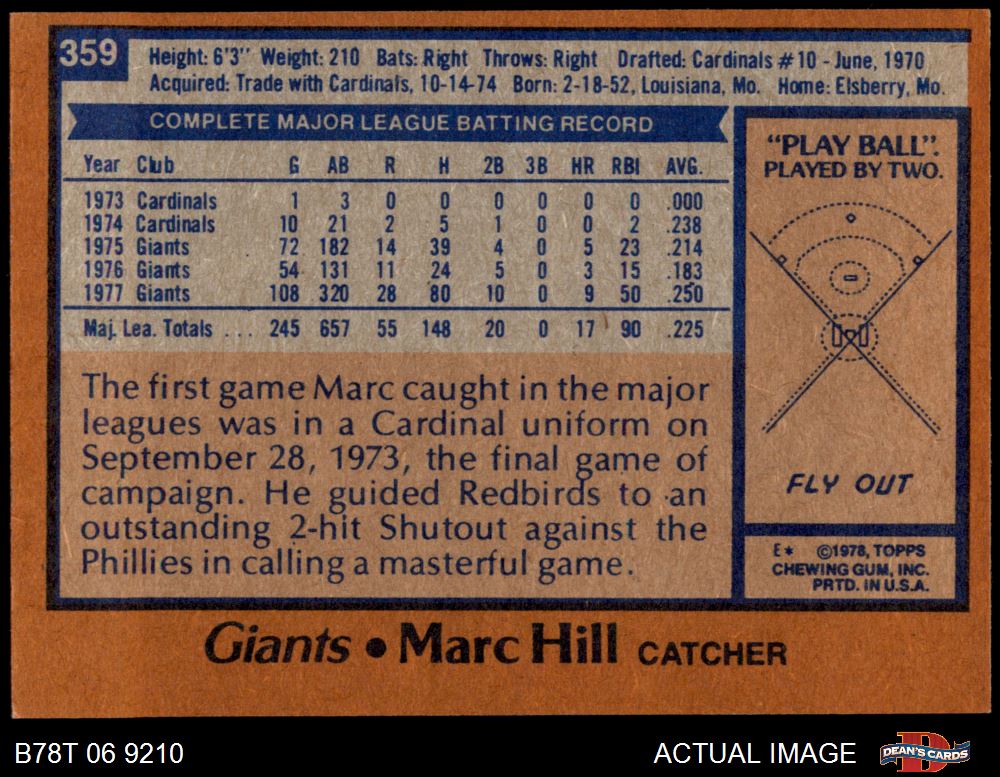 359
Height: 6'3" Weight: 210 Bats: Right Throws: Right Drafted: Cardinals #10 - June, 1970
Acquired: Trade with Cardinals, 10-14-74 Born: 2-18-52, Louisiana, Mo. Home: Elsberry, Mo.
COMPLETE MAJOR LEAGUE BATTING RECORD
Year Club G AB R H 2B 3B HR RBI AVG.
1973 Cardinals 1 3 0 0 0 0 0 0 .000
1974 Cardinals 10 21 2 5 1 0 0 2 .238
1975 Giants 72 182 14 39 4 0 5 23 .214
1976 Giants 54 131 11 24 5 0 3 15 .183
1977 Giants 108 320 28 80 10 0 9 50 .250
Maj. Lea. Totals ... 245 657 55 148 20 0 17 90 .225
The first game Marc caught in the major
leagues was in a Cardinal uniform on
September 28, 1973, the final game of
campaign. He guided Redbirds to an
outstanding 2-hit Shutout against the
Phillies in calling a masterful game.
"PLAY BALL".
PLAYED BY TWO.
FLY OUT
E* ©1978, TOPPS
CHEWING GUM, INC.
PRTD. IN U.S.A.
Giants • Marc Hill CATCHER
B78T 06 9210
ACTUAL IMAGE
DEAN'S CARDS